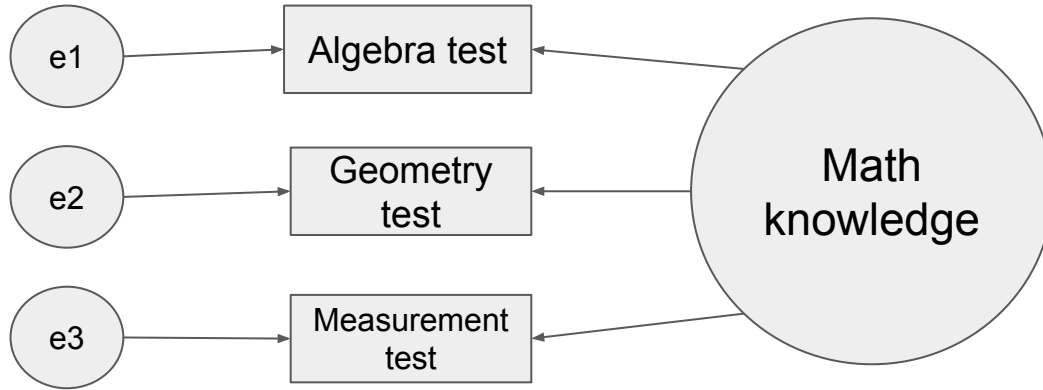 e1
Algebra test
e2
Geometry
test
e3
Measurement
test
Math
knowledge